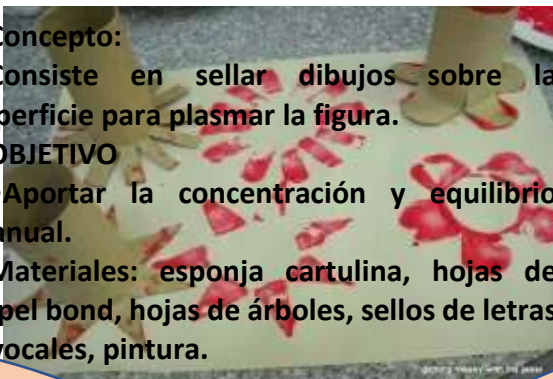 Concepto:
Consiste en sellar dibujos sobre la
perficie para plasmar la figura.
OBJETIVO
Aportar la concentración y equilibrio
anual.
Materiales: esponja cartulina, hojas de
pel bond, hojas de árboles, sellos de letras
vocales, pintura.